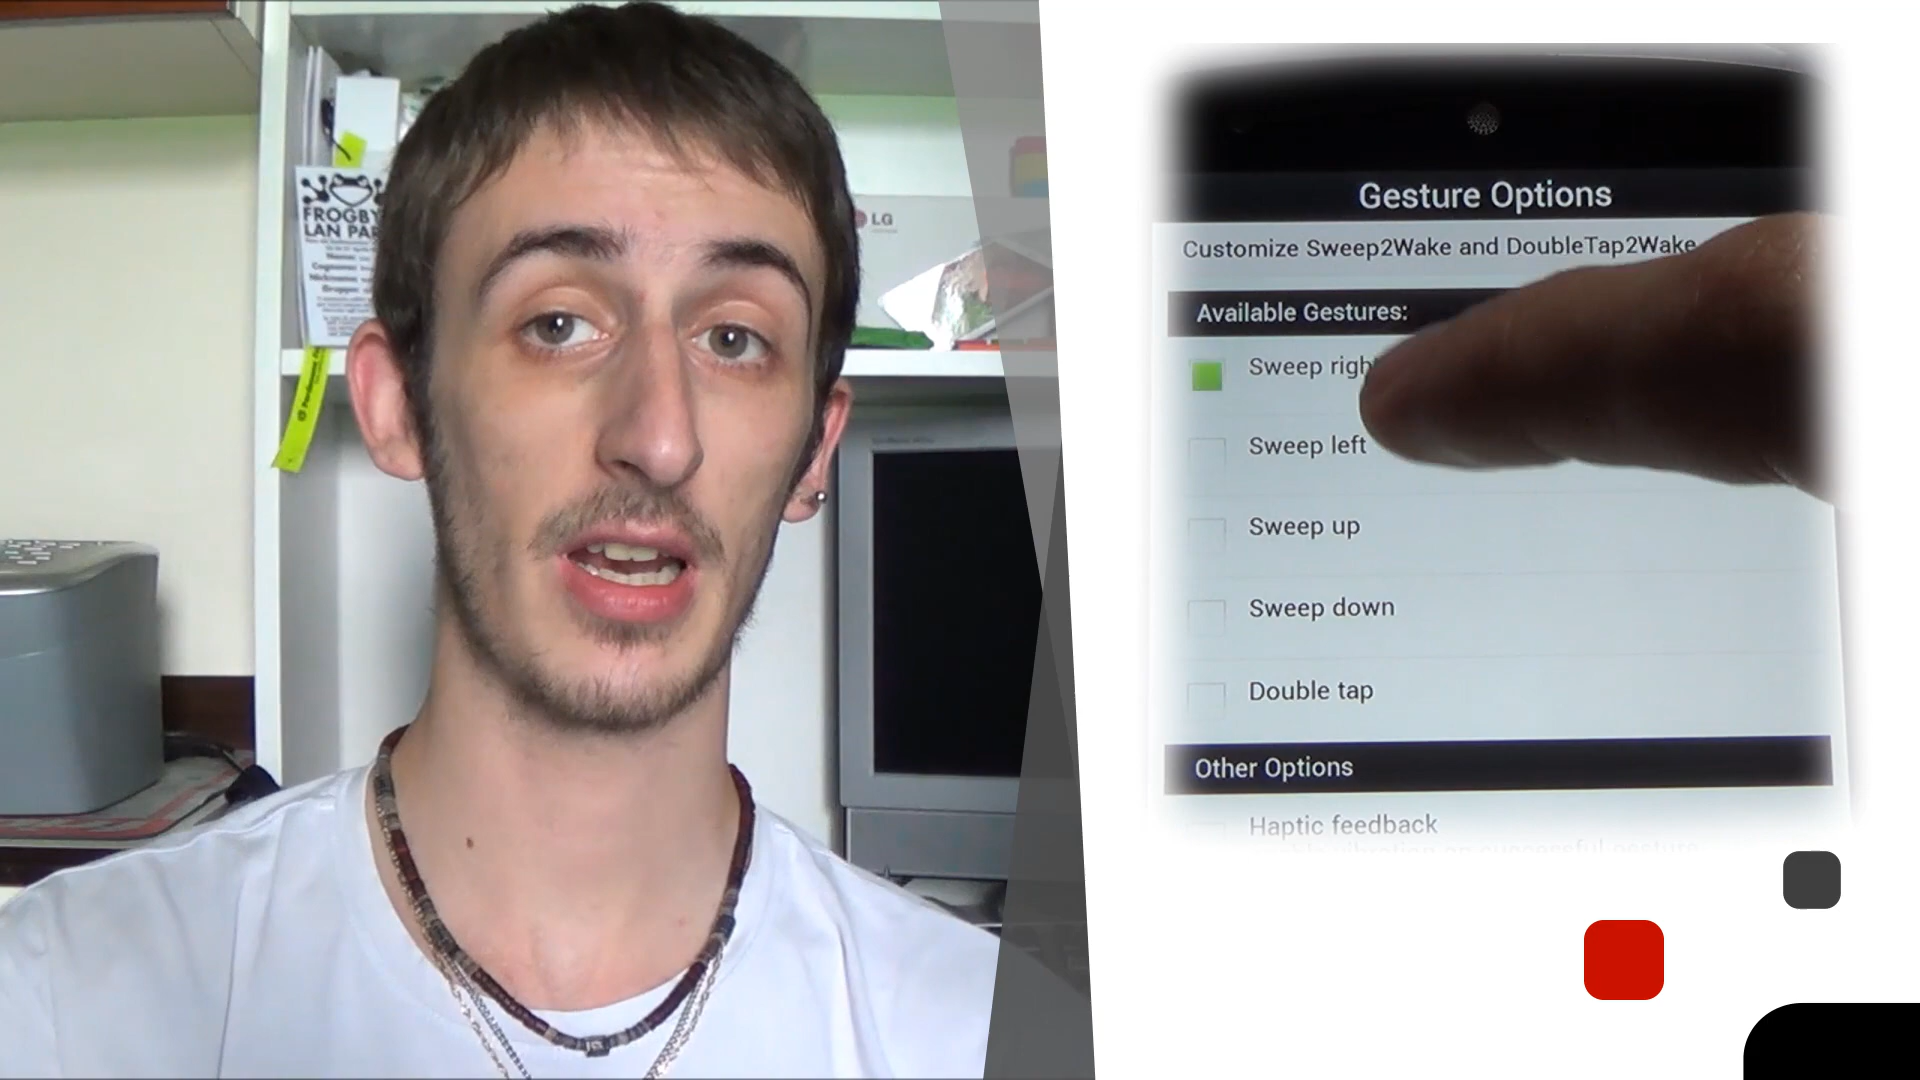 FROGBY
LAN PAR
LG
Gesture Options
Customize Sweep2Wake and DoubleTap2Wake
Available Gestures:
Sweep righ
Sweep left
Sweep up
Sweep down
Double tap
Other Options
Haptic feedback